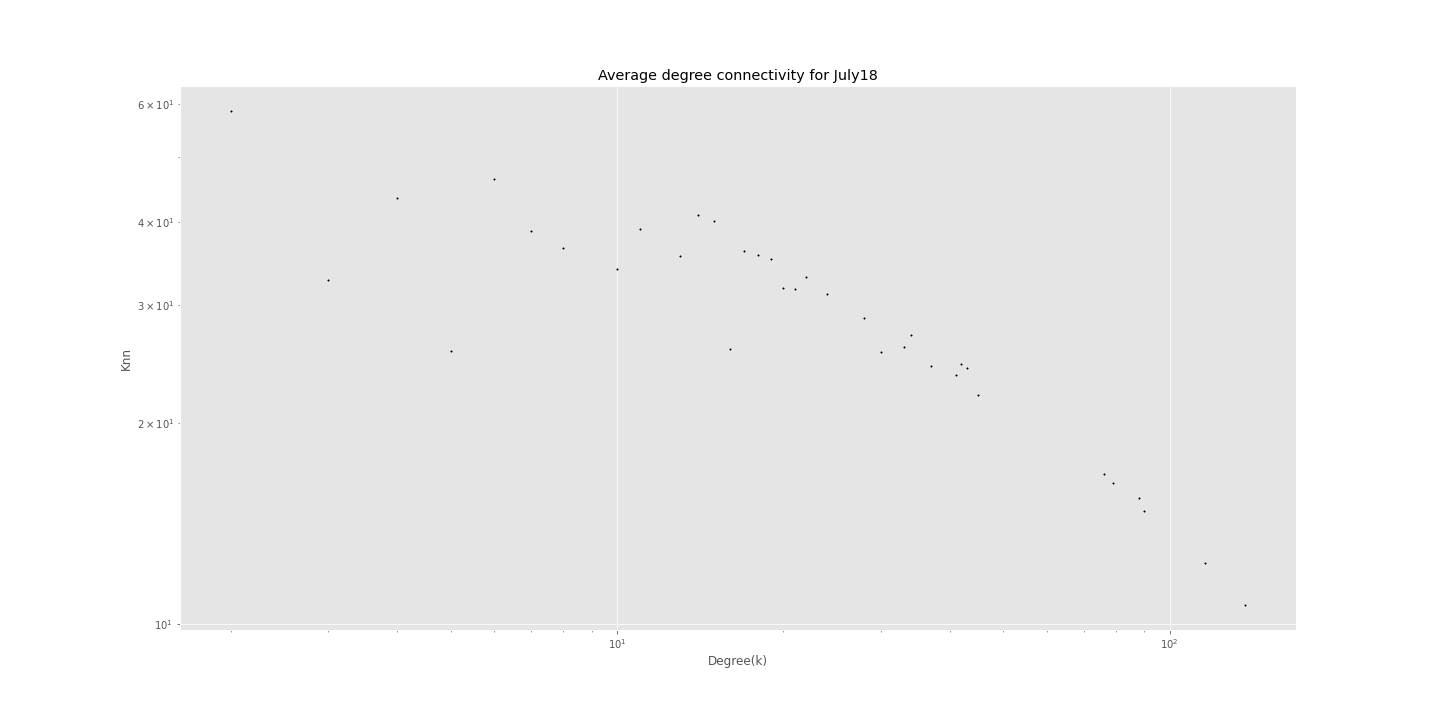 Average degree connectivity for July18
6 × 10¹
4 × 10¹
3 × 10¹
2 × 10¹
10¹
Knn
10¹ 10²
Degree(k)